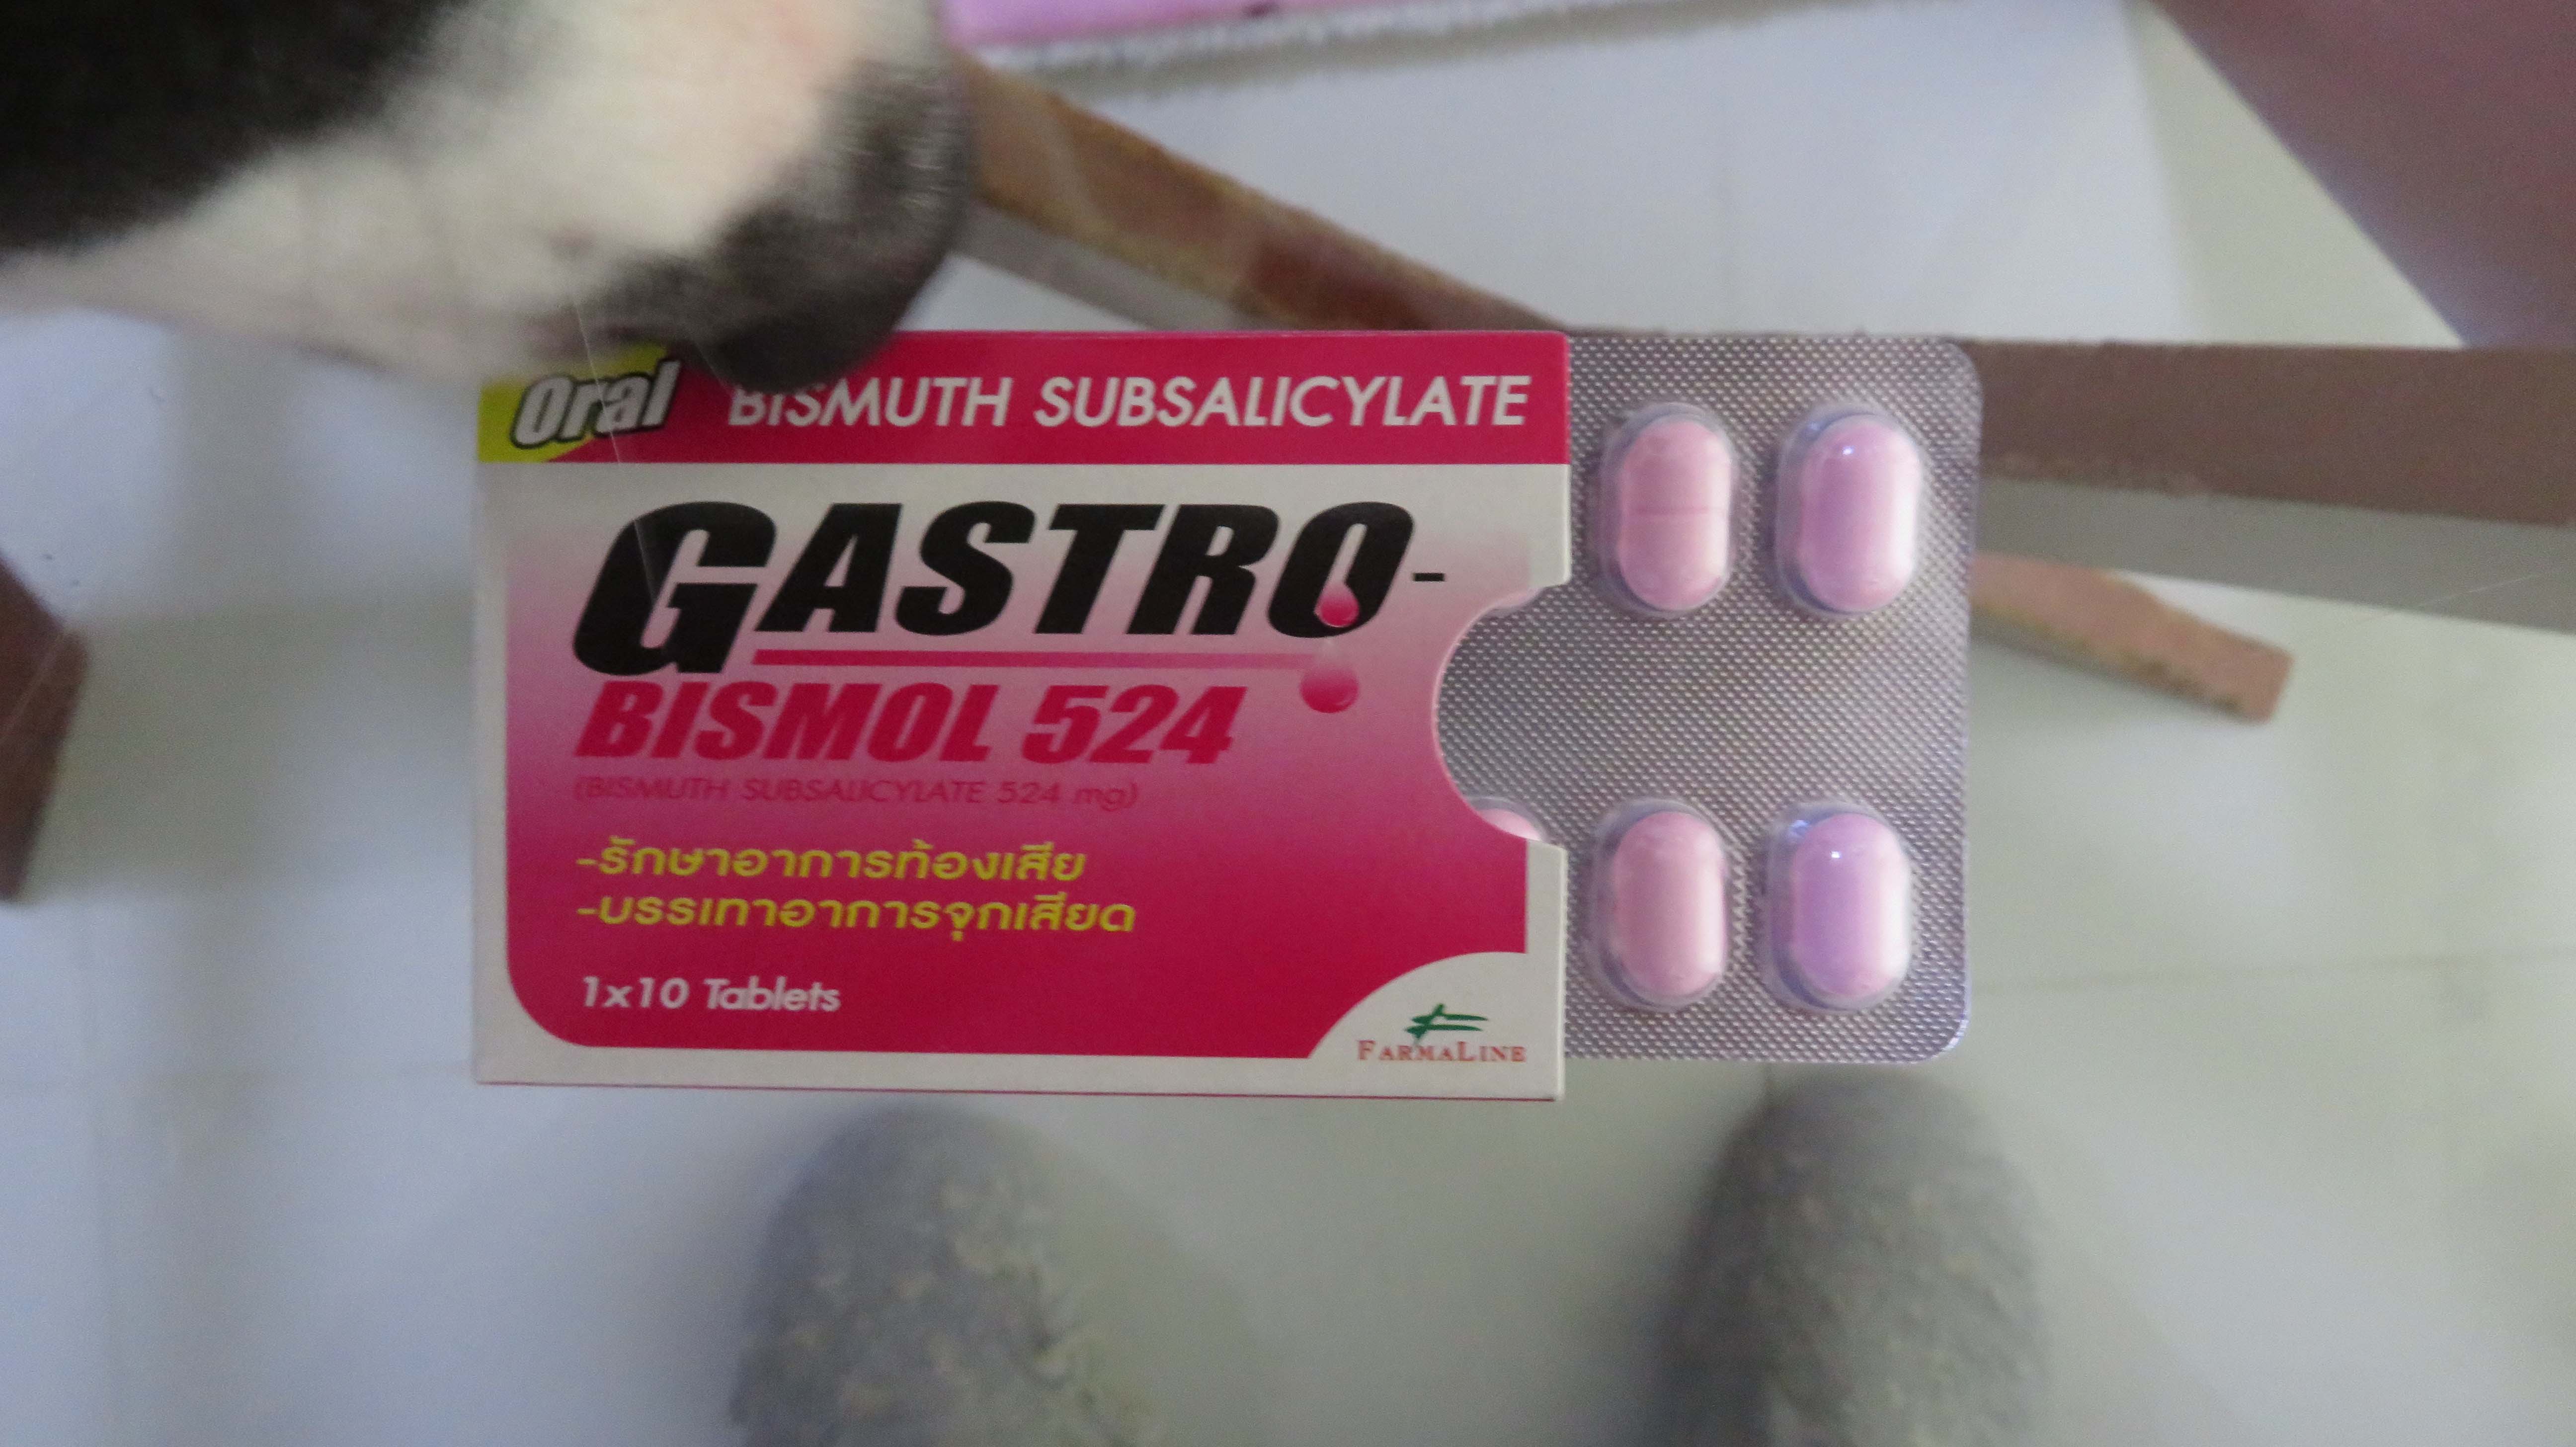 Oral
BISMUTH SUBSALICYLATE
GASTRO-
BISMOL 524
(BISMUTH SUBSALICYLATE 524 mg)
-รักษาอาการท้องเสีย
-บรรเทาอาการจุกเสียด
1x10 Tablets
FARMALINE